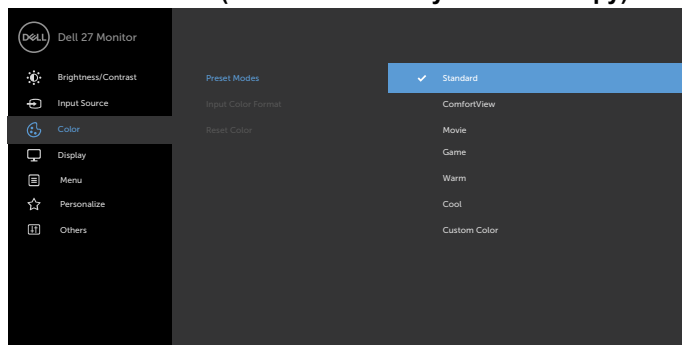 DELL Dell 27 Monitor
Brightness/Contrast Preset Modes ✓ Standard
Input Source Input Color Format ComfortView
Color Reset Color Movie
Display Game
Menu Warm
Personalize Cool
Others Custom Color